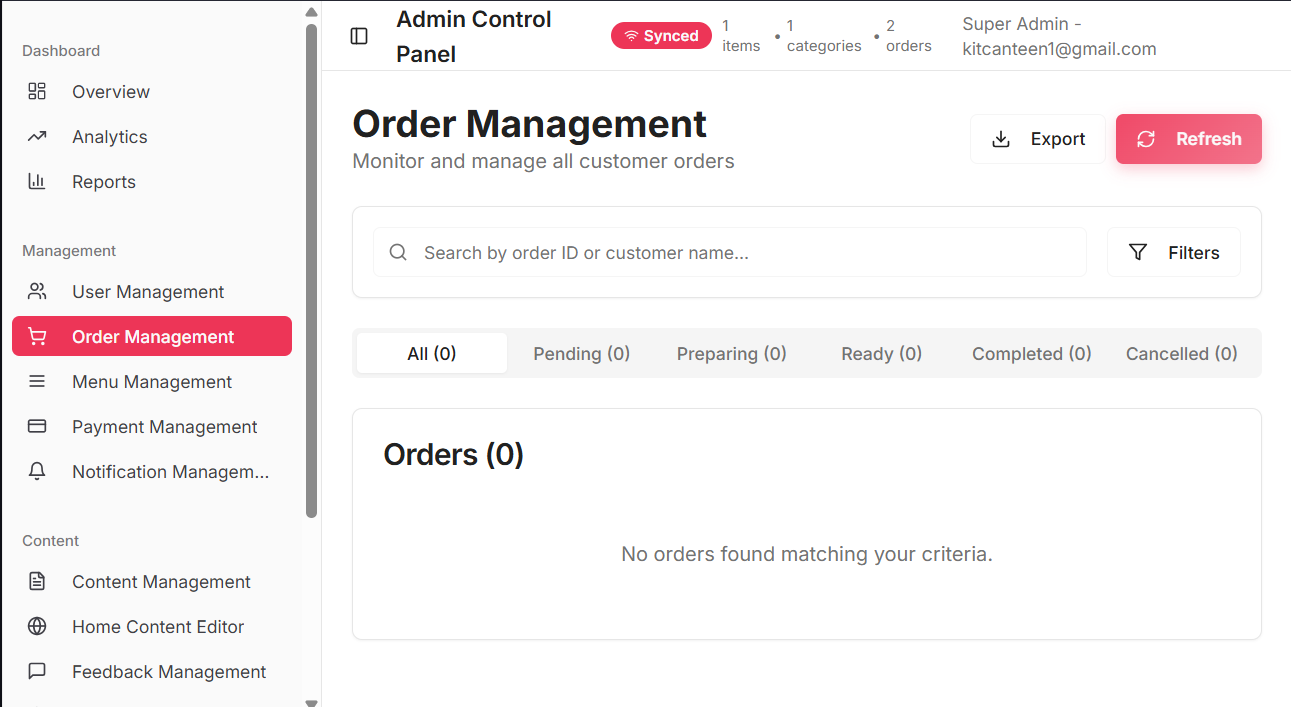 Dashboard
Overview
Analytics
Reports
Management
User Management
Order Management
Menu Management
Payment Management
Notification Managem...
Content
Content Management
Home Content Editor
Feedback Management
Admin Control
Panel
Synced
1
items
•
1
categories
•
2
orders
Super Admin -
kitcanteen1@gmail.com
Order Management
Monitor and manage all customer orders
Export
Refresh
Search by order ID or customer name...
Filters
All (0)
Pending (0)
Preparing (0)
Ready (0)
Completed (0)
Cancelled (0)
Orders (0)
No orders found matching your criteria.